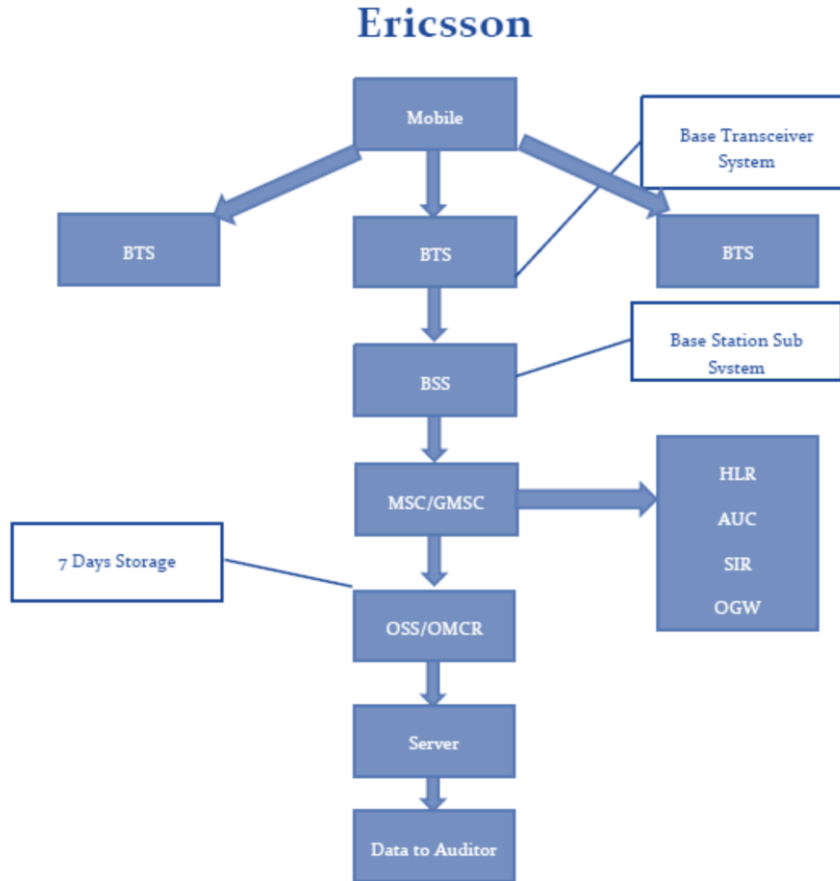 Ericsson
Mobile
Base Transceiver
System
BTS
BTS
BTS
Base Station Sub
System
BSS
MSC/GMSC
HLR
AUC
SIR
OGW
7 Days Storage
OSS/OMCR
Server
Data to Auditor